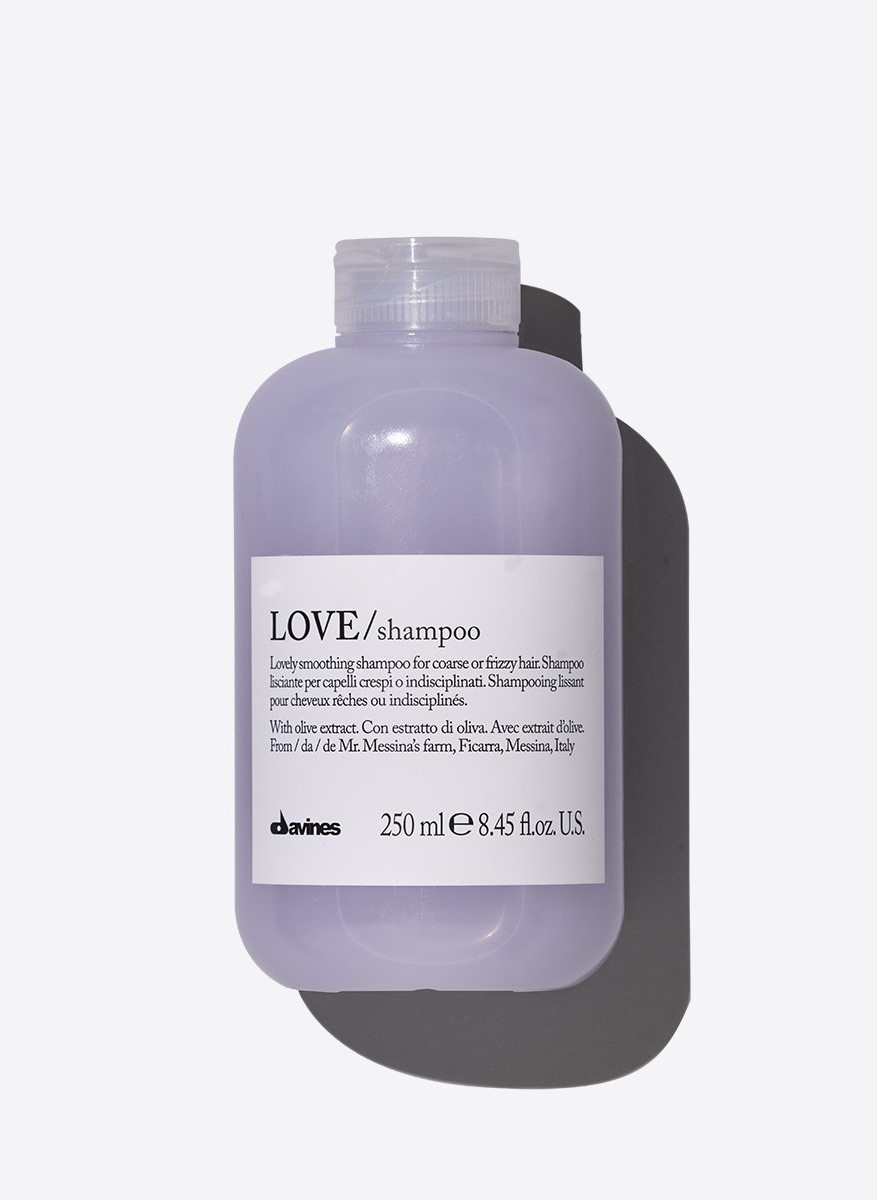 LOVE/shampoo
Lovely smoothing shampoo for coarse or frizzy hair. Shampoo
lisciante per capelli crespi o indisciplinati. Shampooing lissant
pour cheveux rêches ou indisciplinés.
With olive extract. Con estratto di oliva. Avec extrait d'olive.
From / da / de Mr. Messina's farm, Ficarra, Messina, Italy
davines 250 ml ℮ 8.45 fl.oz. U.S.